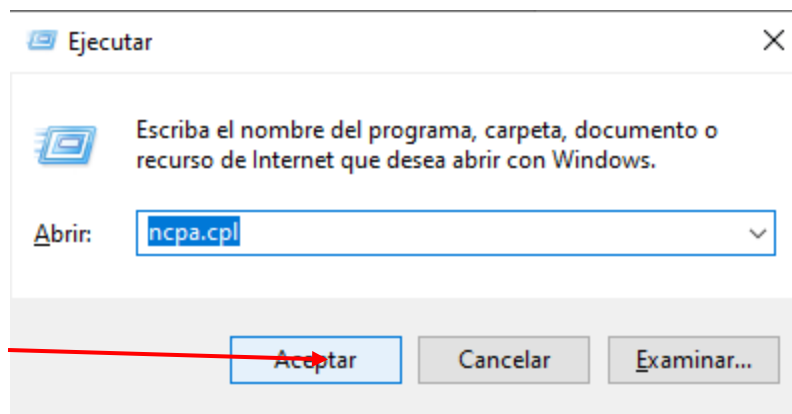 Ejecutar
Escriba el nombre del programa, carpeta, documento o
recurso de Internet que desea abrir con Windows.
Abrir: ncpa.cpl
Aceptar Cancelar Examinar...